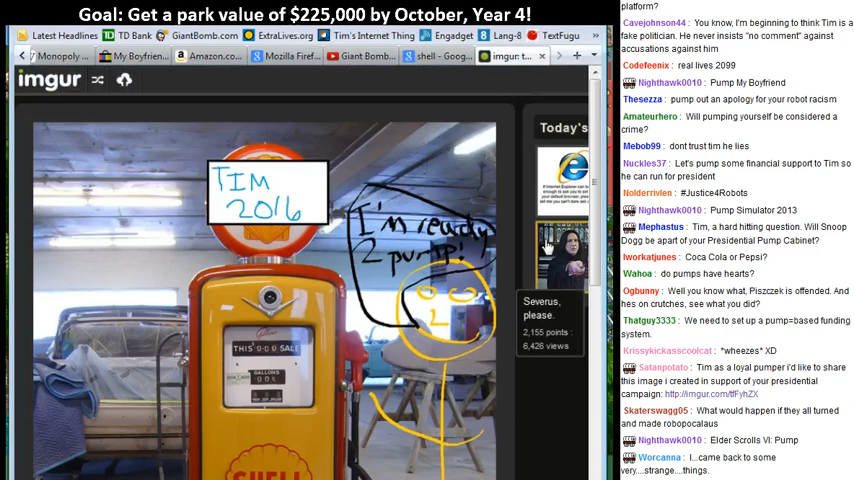 Goal: Get a park value of $225,000 by October, Year 4!
Latest Headlines TD Bank GiantBomb.com ExtraLives.org Tim's Internet Thing Engadget Lang-8 TextFugu
Monopoly My Boyfrien... Amazon.co... Mozilla Firef... Giant Bomb... shell - Goog... imgur: t...
imgur
Today's
TIM
2016
I'm ready
2 pump!
2
THIS 0.00 SALE
GALLONS
SHELL
Severus,
please.
2,155 points :
6,426 views
platform?
Cavejohnson44 : You know, I'm beginning to think Tim is a
fake politician. He never insists "no comment" against
accusations against him
Codefeenix : real lives 2099
Nighthawk0010 : Pump My Boyfriend
Thesezza : pump out an apology for your robot racism
Amateurhero : Will pumping yourself be considered a
crime?
Mebob99 : dont trust tim he lies
Nuckles37 : Let's pump some financial support to Tim so
he can run for president
Nolderrivlen : #Justice4Robots
Nighthawk0010 : Pump Simulator 2013
Mephastus : Tim, a hard hitting question. Will Snoop
Dogg be apart of your Presidential Pump Cabinet?
Iworkatjunes : Coca Cola or Pepsi?
Wahoa : do pumps have hearts?
Ogbunny : Well you know what, Piszczek is offended. And
hes on crutches, see what you did?
Thatguy3333 : We need to set up a pump=based funding
system.
Krissykickasscoolcat : *wheezes* XD
Satanpotato : Tim as a loyal pumper i'd like to share
this image i created in support of your presidential
campaign: http://imgur.com/tfFyhZX
Skaterswagg05 : What would happen if they all turned
and made robopocalaus
Nighthawk0010 : Elder Scrolls VI: Pump
Worcanna : I...came back to some
very....strange....things.